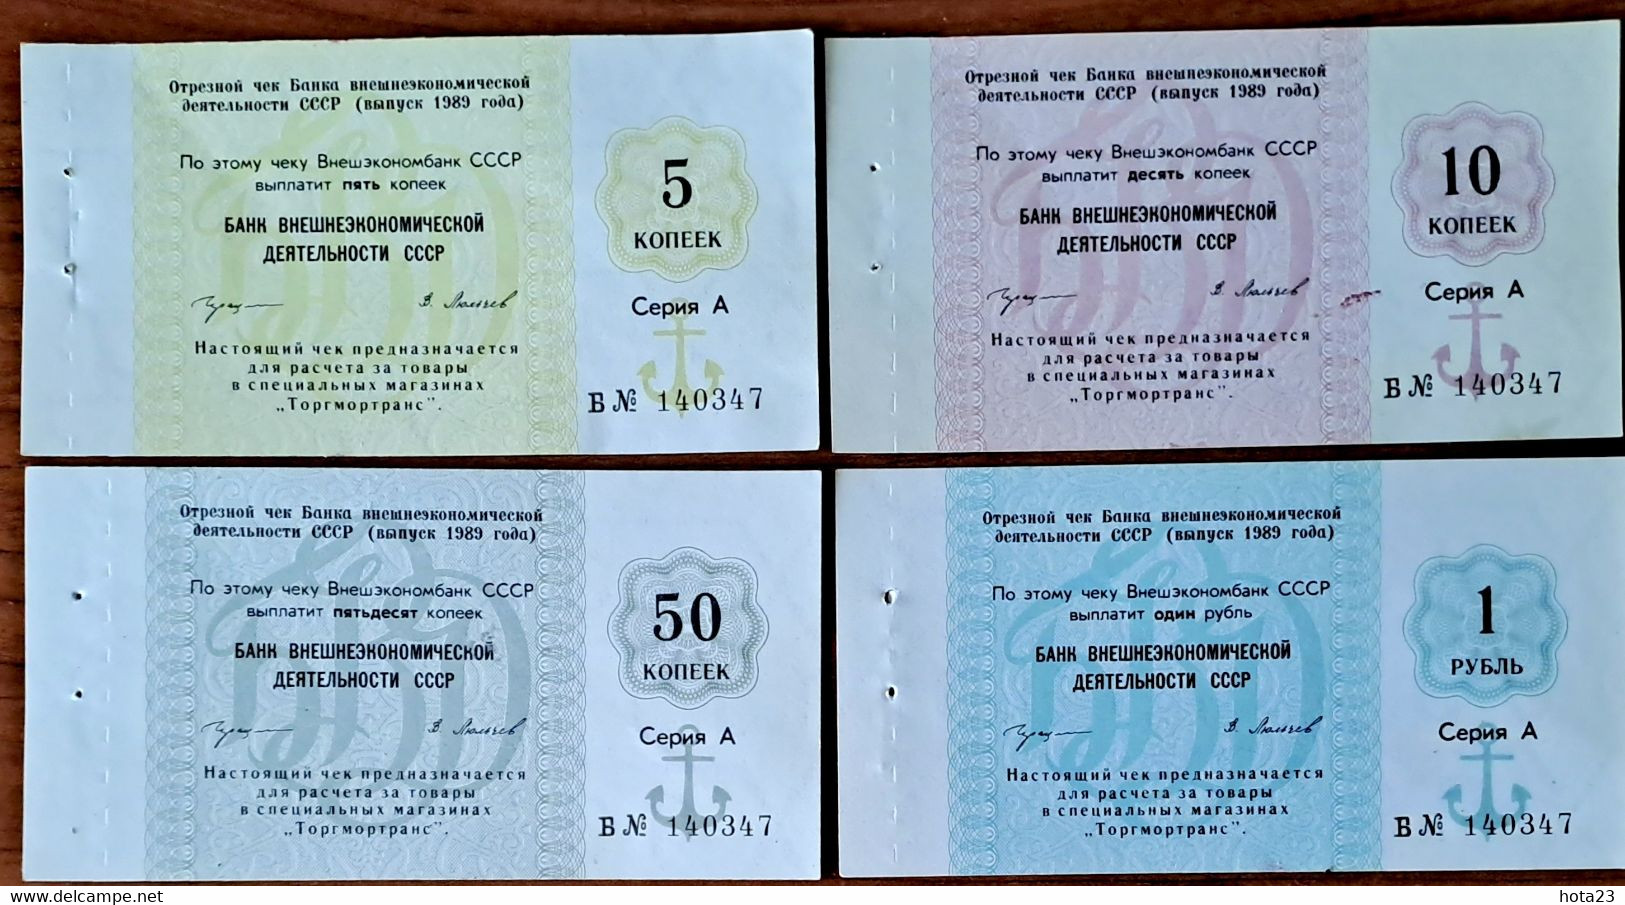 Отрезной чек Банка внешнеэкономической
деятельности СССР (выпуск 1989 года)
По этому чеку Внешэкономбанк СССР
выплатит пять копеек
БАНК ВНЕШНЕЭКОНОМИЧЕСКОЙ
ДЕЯТЕЛЬНОСТИ СССР
В. Люльчев
Настоящий чек предназначается
для расчета за товары
в специальных магазинах
„Торгмортранс".
5
КОПЕЕК
Серия А
Б № 140347
Отрезной чек Банка внешнеэкономической
деятельности СССР (выпуск 1989 года)
По этому чеку Внешэкономбанк СССР
выплатит десять копеек
БАНК ВНЕШНЕЭКОНОМИЧЕСКОЙ
ДЕЯТЕЛЬНОСТИ СССР
В. Люльчев
Настоящий чек предназначается
для расчета за товары
в специальных магазинах
„Торгмортранс".
10
КОПЕЕК
Серия А
Б № 140347
Отрезной чек Банка внешнеэкономической
деятельности СССР (выпуск 1989 года)
По этому чеку Внешэкономбанк СССР
выплатит пятьдесят копеек
БАНК ВНЕШНЕЭКОНОМИЧЕСКОЙ
ДЕЯТЕЛЬНОСТИ СССР
В. Люльчев
Настоящий чек предназначается
для расчета за товары
в специальных магазинах
„Торгмортранс".
50
КОПЕЕК
Серия А
Б № 140347
Отрезной чек Банка внешнеэкономической
деятельности СССР (выпуск 1989 года)
По этому чеку Внешэкономбанк СССР
выплатит один рубль
БАНК ВНЕШНЕЭКОНОМИЧЕСКОЙ
ДЕЯТЕЛЬНОСТИ СССР
В. Люльчев
Настоящий чек предназначается
для расчета за товары
в специальных магазинах
„Торгмортранс".
1
РУБЛЬ
Серия А
Б № 140347
www.delcampe.net
hota23